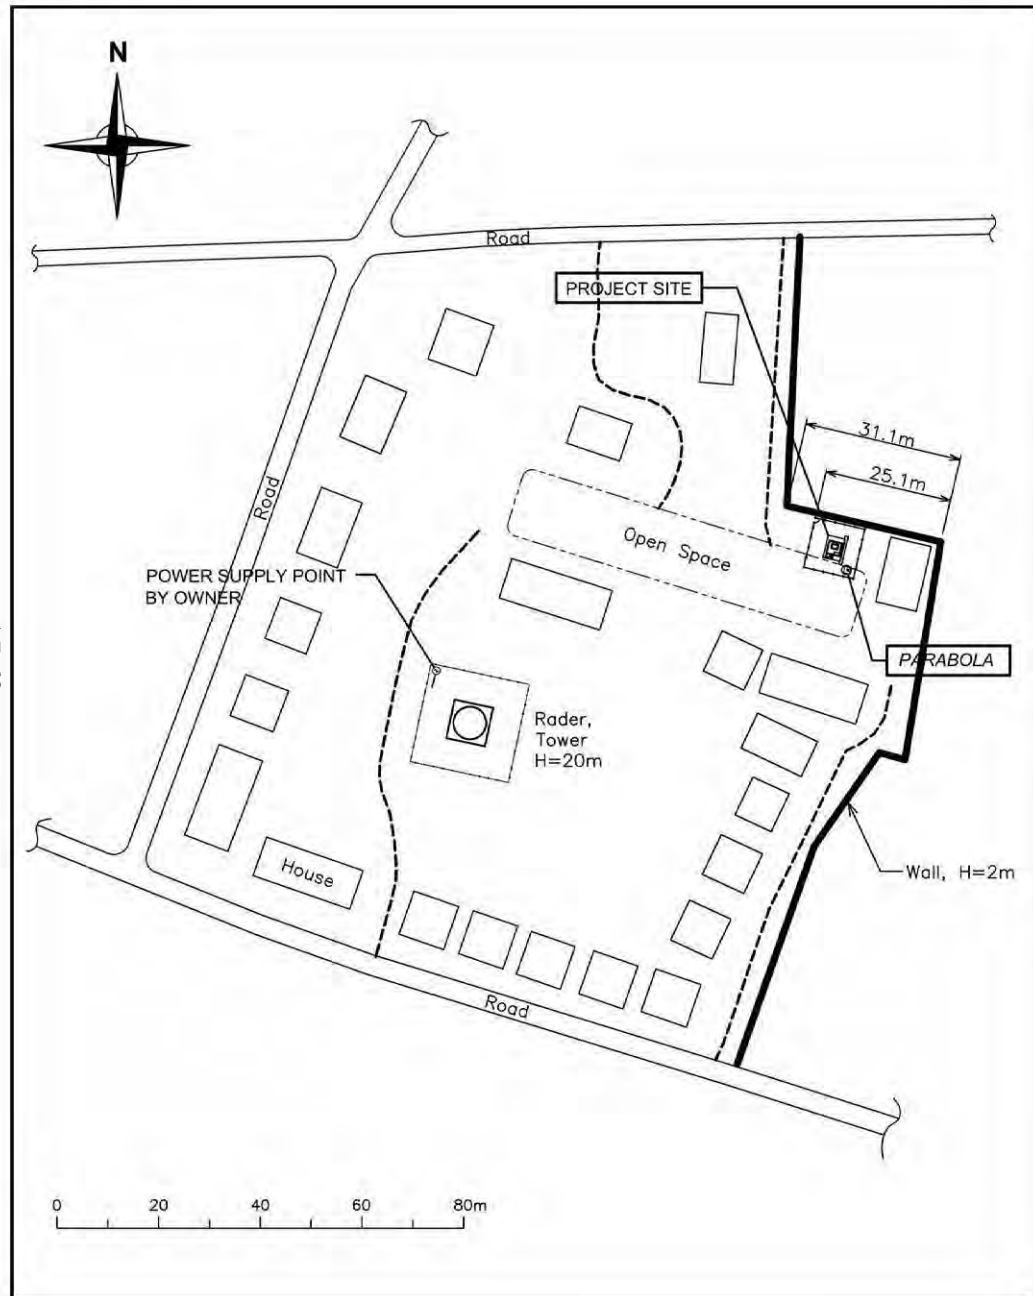 N
Road
PROJECT SITE
31.1m
25.1m
Road
Open Space
POWER SUPPLY POINT
BY OWNER
PARABOLA
Rader,
Tower
H=20m
House
Wall, H=2m
Road
0 20 40 60 80m